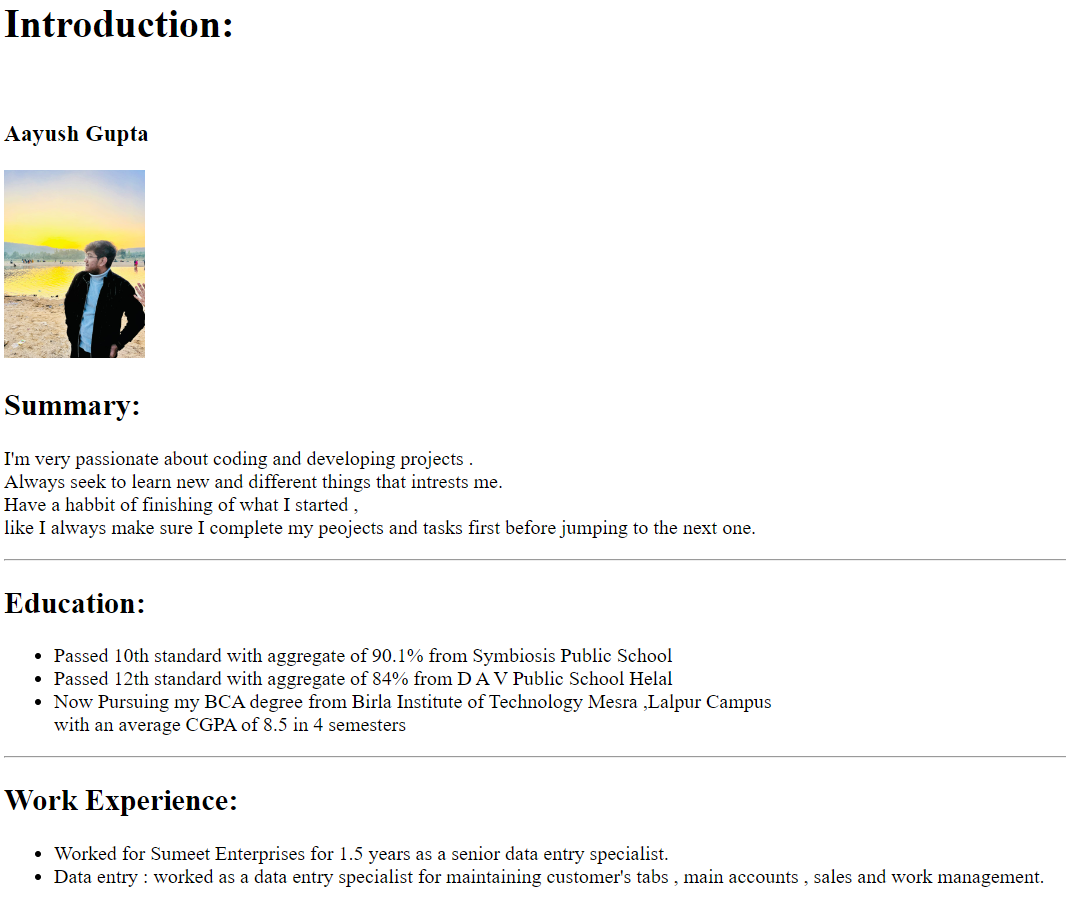 Introduction:
Aayush Gupta
Summary:
I'm very passionate about coding and developing projects .
Always seek to learn new and different things that intrests me.
Have a habbit of finishing of what I started ,
like I always make sure I complete my peojects and tasks first before jumping to the next one.
Education:
Passed 10th standard with aggregate of 90.1% from Symbiosis Public School
Passed 12th standard with aggregate of 84% from D A V Public School Helal
Now Pursuing my BCA degree from Birla Institute of Technology Mesra ,Lalpur Campus
with an average CGPA of 8.5 in 4 semesters
Work Experience:
Worked for Sumeet Enterprises for 1.5 years as a senior data entry specialist.
Data entry : worked as a data entry specialist for maintaining customer's tabs , main accounts , sales and work management.